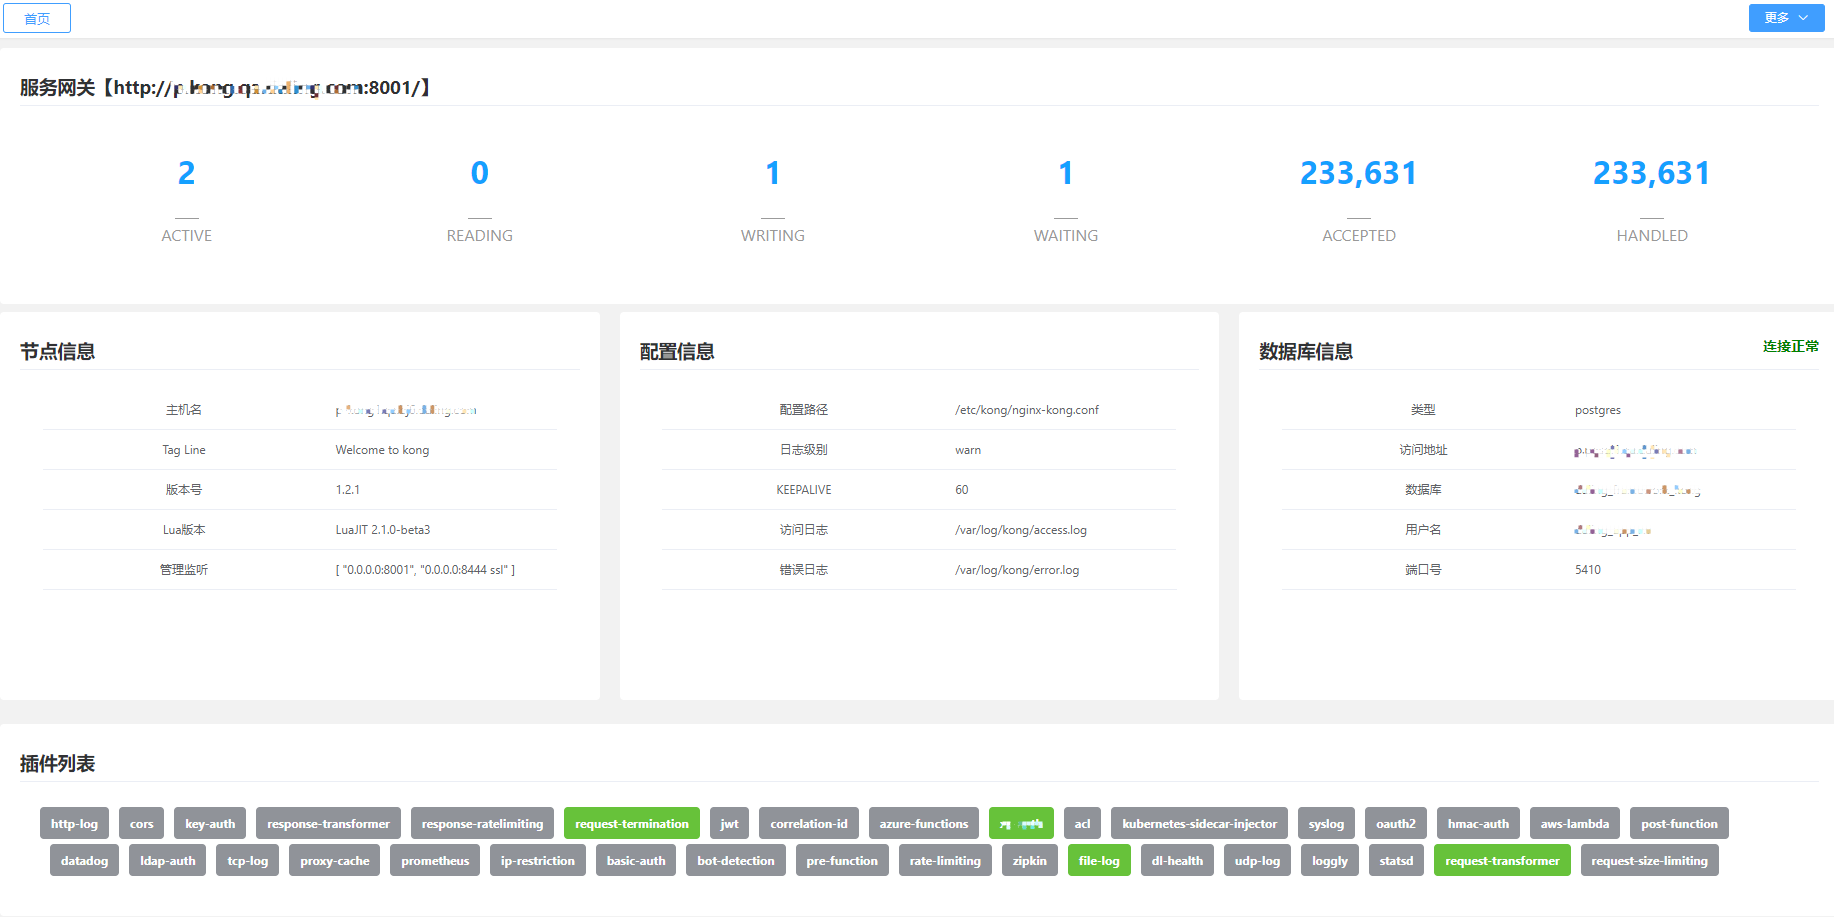 首页
更多
服务网关【http:// :8001/】
2 0 1 1 233,631 233,631
ACTIVE READING WRITING WAITING ACCEPTED HANDLED
节点信息
主机名
Tag Line Welcome to kong
版本号 1.2.1
Lua版本 LuaJIT 2.1.0-beta3
管理监听 [ "0.0.0.0:8001", "0.0.0.0:8444 ssl" ]
配置信息
配置路径 /etc/kong/nginx-kong.conf
日志级别 warn
KEEPALIVE 60
访问日志 /var/log/kong/access.log
错误日志 /var/log/kong/error.log
数据库信息 连接正常
类型 postgres
访问地址
数据库
用户名
端口号 5410
插件列表
http-log cors key-auth response-transformer response-ratelimiting request-termination jwt correlation-id azure-functions acl kubernetes-sidecar-injector syslog oauth2 hmac-auth aws-lambda post-function
datadog ldap-auth tcp-log proxy-cache prometheus ip-restriction basic-auth bot-detection pre-function rate-limiting zipkin file-log dl-health udp-log loggly statsd request-transformer request-size-limiting